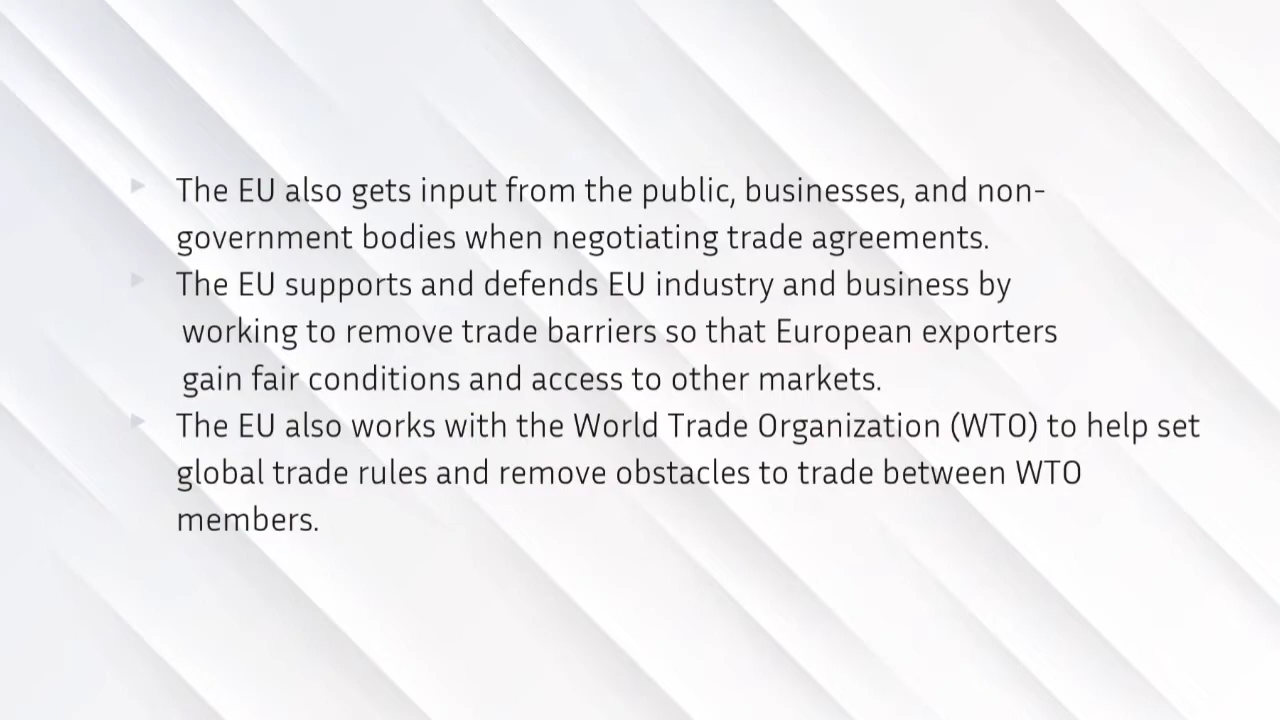 The EU also gets input from the public, businesses, and non-
government bodies when negotiating trade agreements.
The EU supports and defends EU industry and business by
working to remove trade barriers so that European exporters
gain fair conditions and access to other markets.
The EU also works with the World Trade Organization (WTO) to help set
global trade rules and remove obstacles to trade between WTO
members.